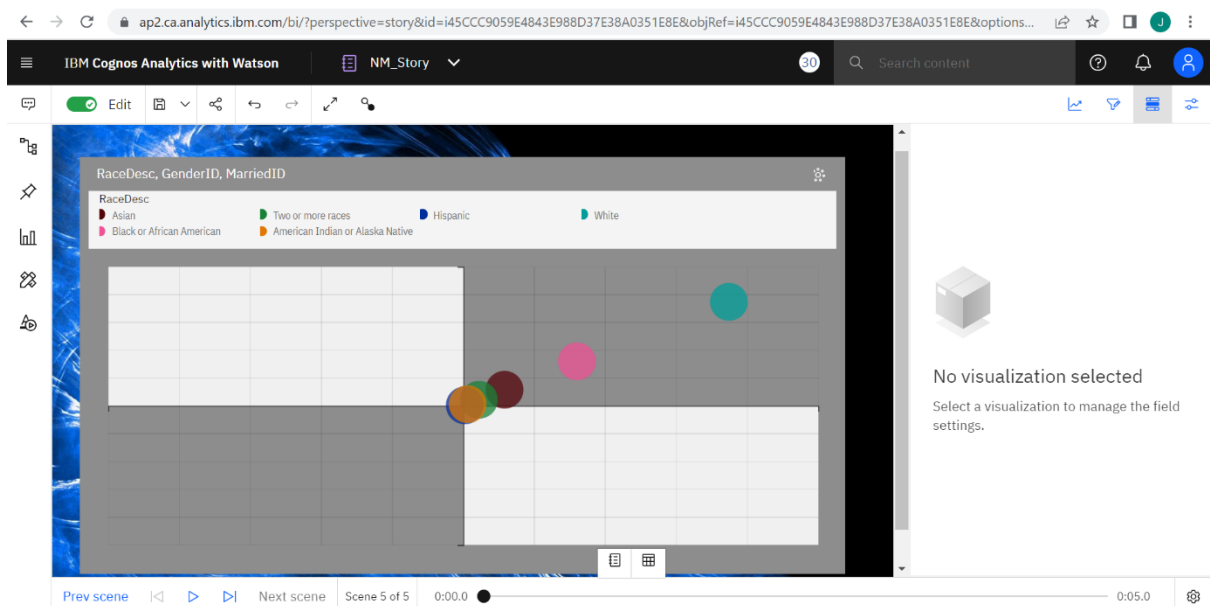 ap2.ca.analytics.ibm.com/bi/?perspective=story&id=i45CCC9059E4843E988D37E38A0351E8E&objRef=i45CCC9059E4843E988D37E38A0351E8E&options...
J
IBM Cognos Analytics with Watson
NM_Story
30
Search content
Edit
RaceDesc, GenderID, MarriedID
RaceDesc
Asian
Two or more races
Hispanic
White
Black or African American
American Indian or Alaska Native
No visualization selected
Select a visualization to manage the field
settings.
Prev scene
Next scene
Scene 5 of 5
0:00.0
0:05.0